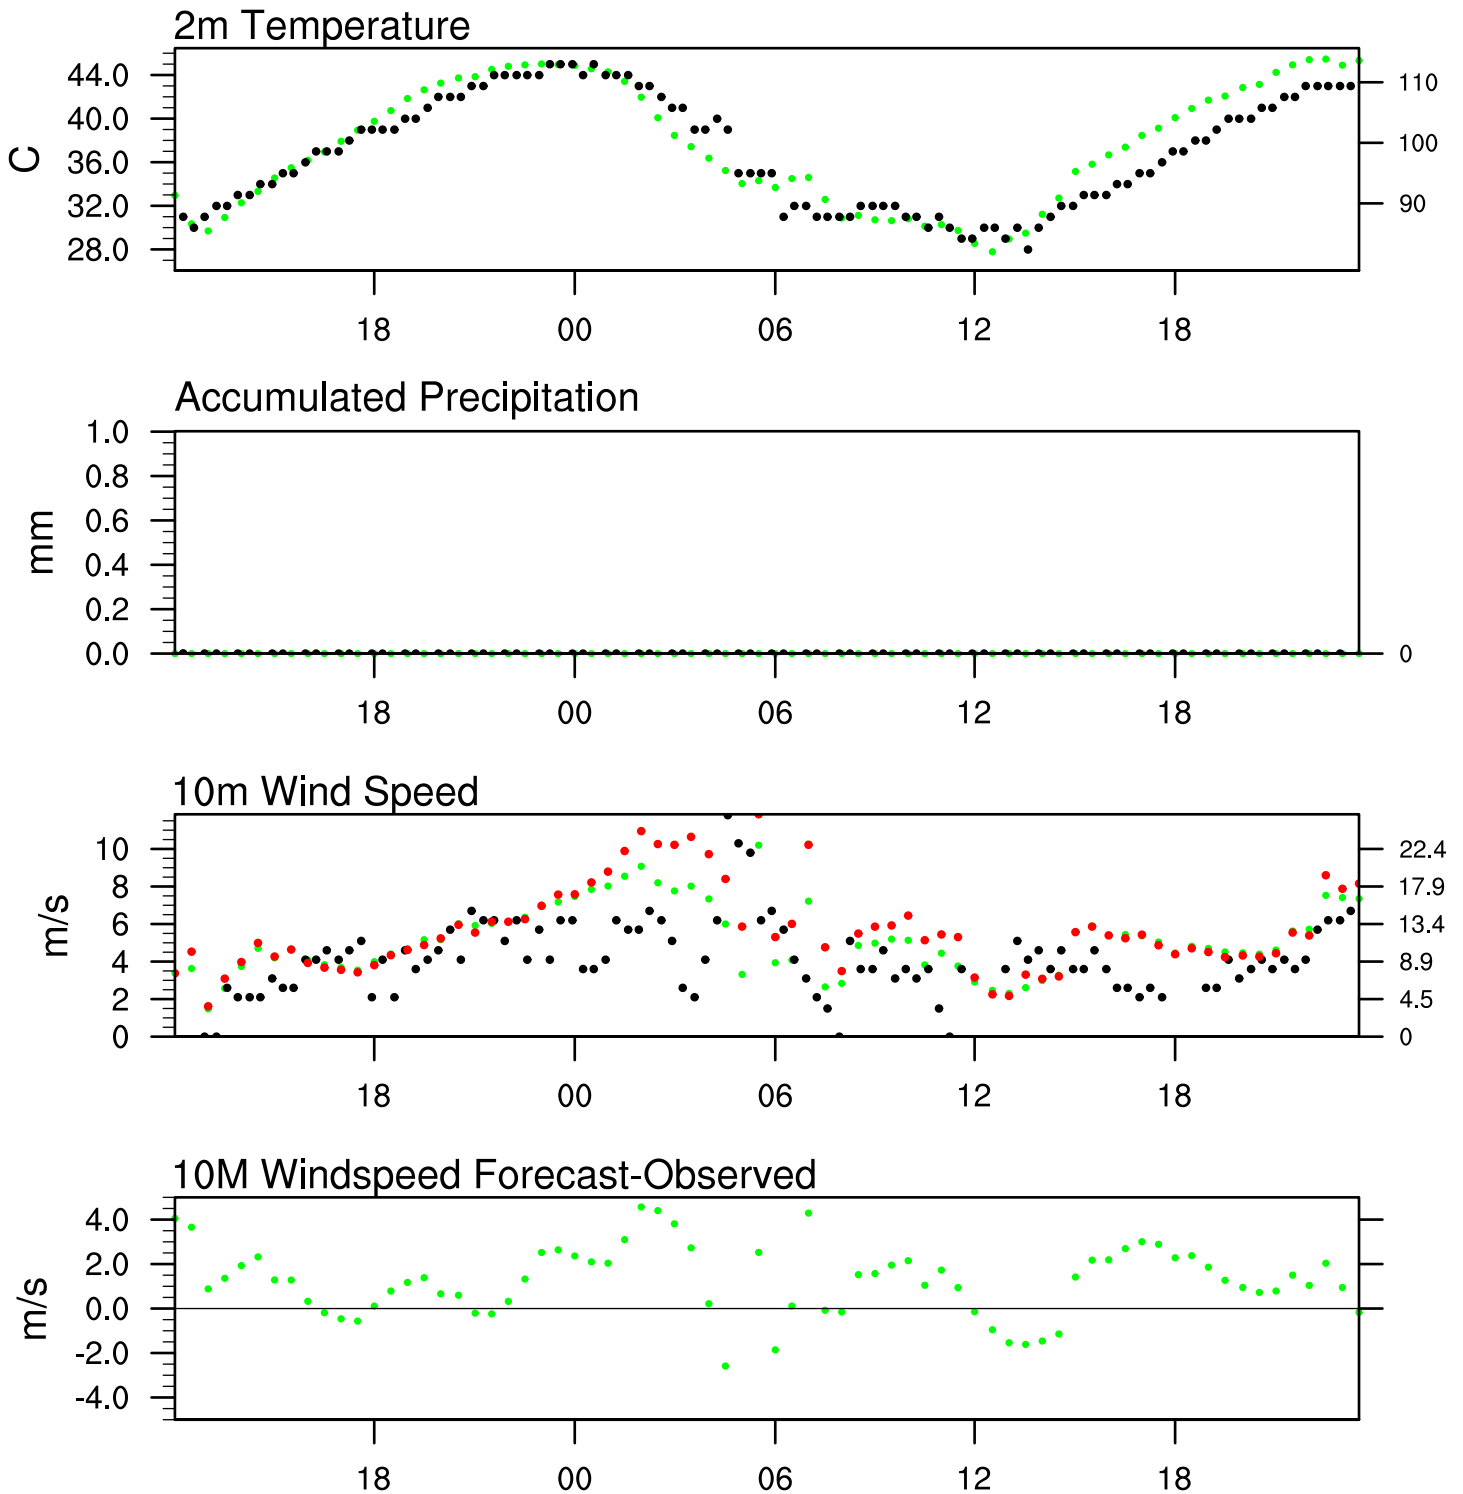 2m Temperature
44.0
40.0
36.0
32.0
28.0
C
110
100
90
18 00 06 12 18
Accumulated Precipitation
1.0
0.8
0.6
0.4
0.2
0.0
mm
0
18 00 06 12 18
10m Wind Speed
10
8
6
4
2
0
m/s
22.4
17.9
13.4
8.9
4.5
0
18 00 06 12 18
10M Windspeed Forecast-Observed
4.0
2.0
0.0
-2.0
-4.0
m/s
18 00 06 12 18